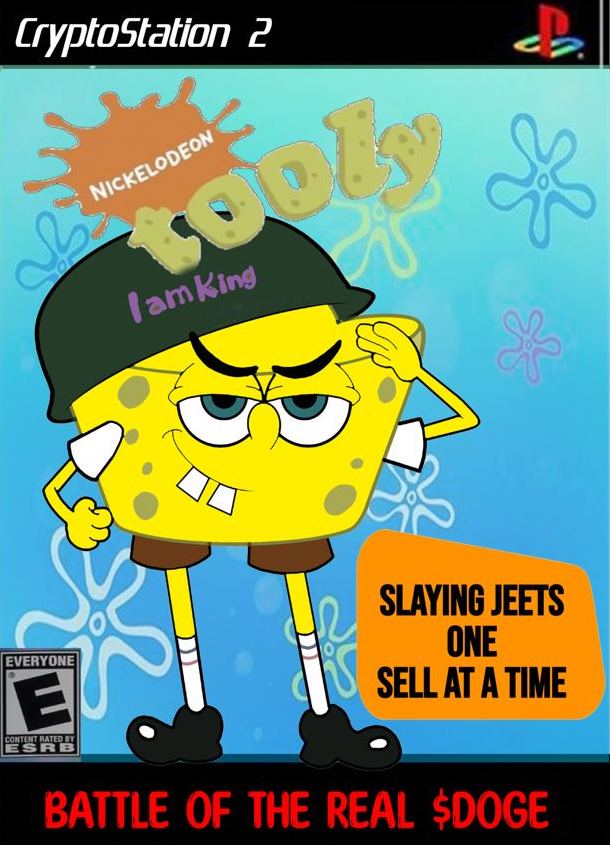 CryptoStation 2
NICKELODEON
tooly
I am King
SLAYING JEETS
ONE
SELL AT A TIME
EVERYONE
E
CONTENT RATED BY
ESRB
BATTLE OF THE REAL $DOGE